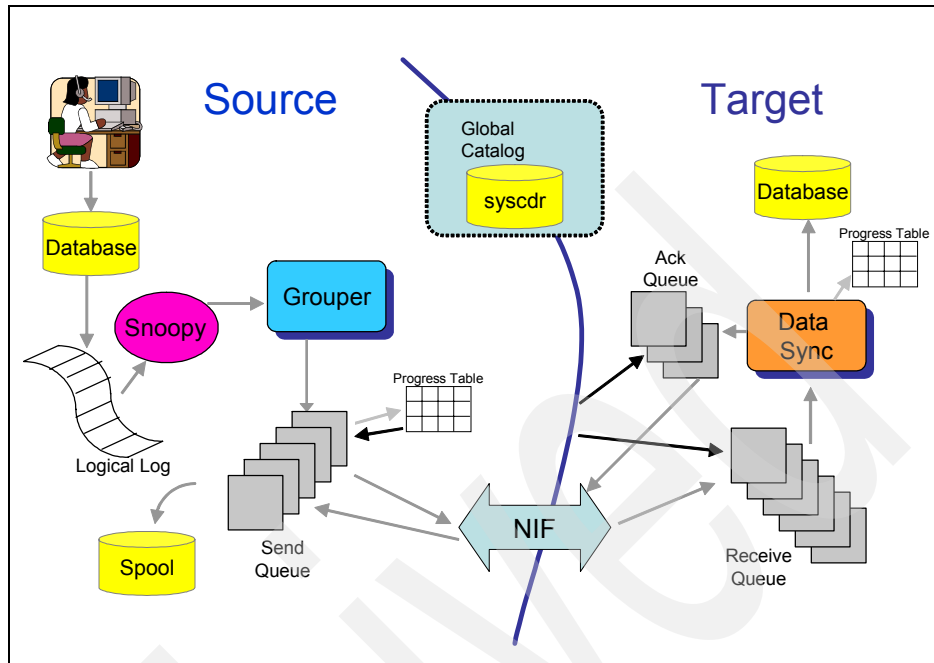 Source
Target
Global
Catalog
syscdr
Database
Database
Progress Table
Ack
Queue
Grouper
Snoopy
Data
Sync
Progress Table
Logical Log
NIF
Send
Queue
Receive
Queue
Spool